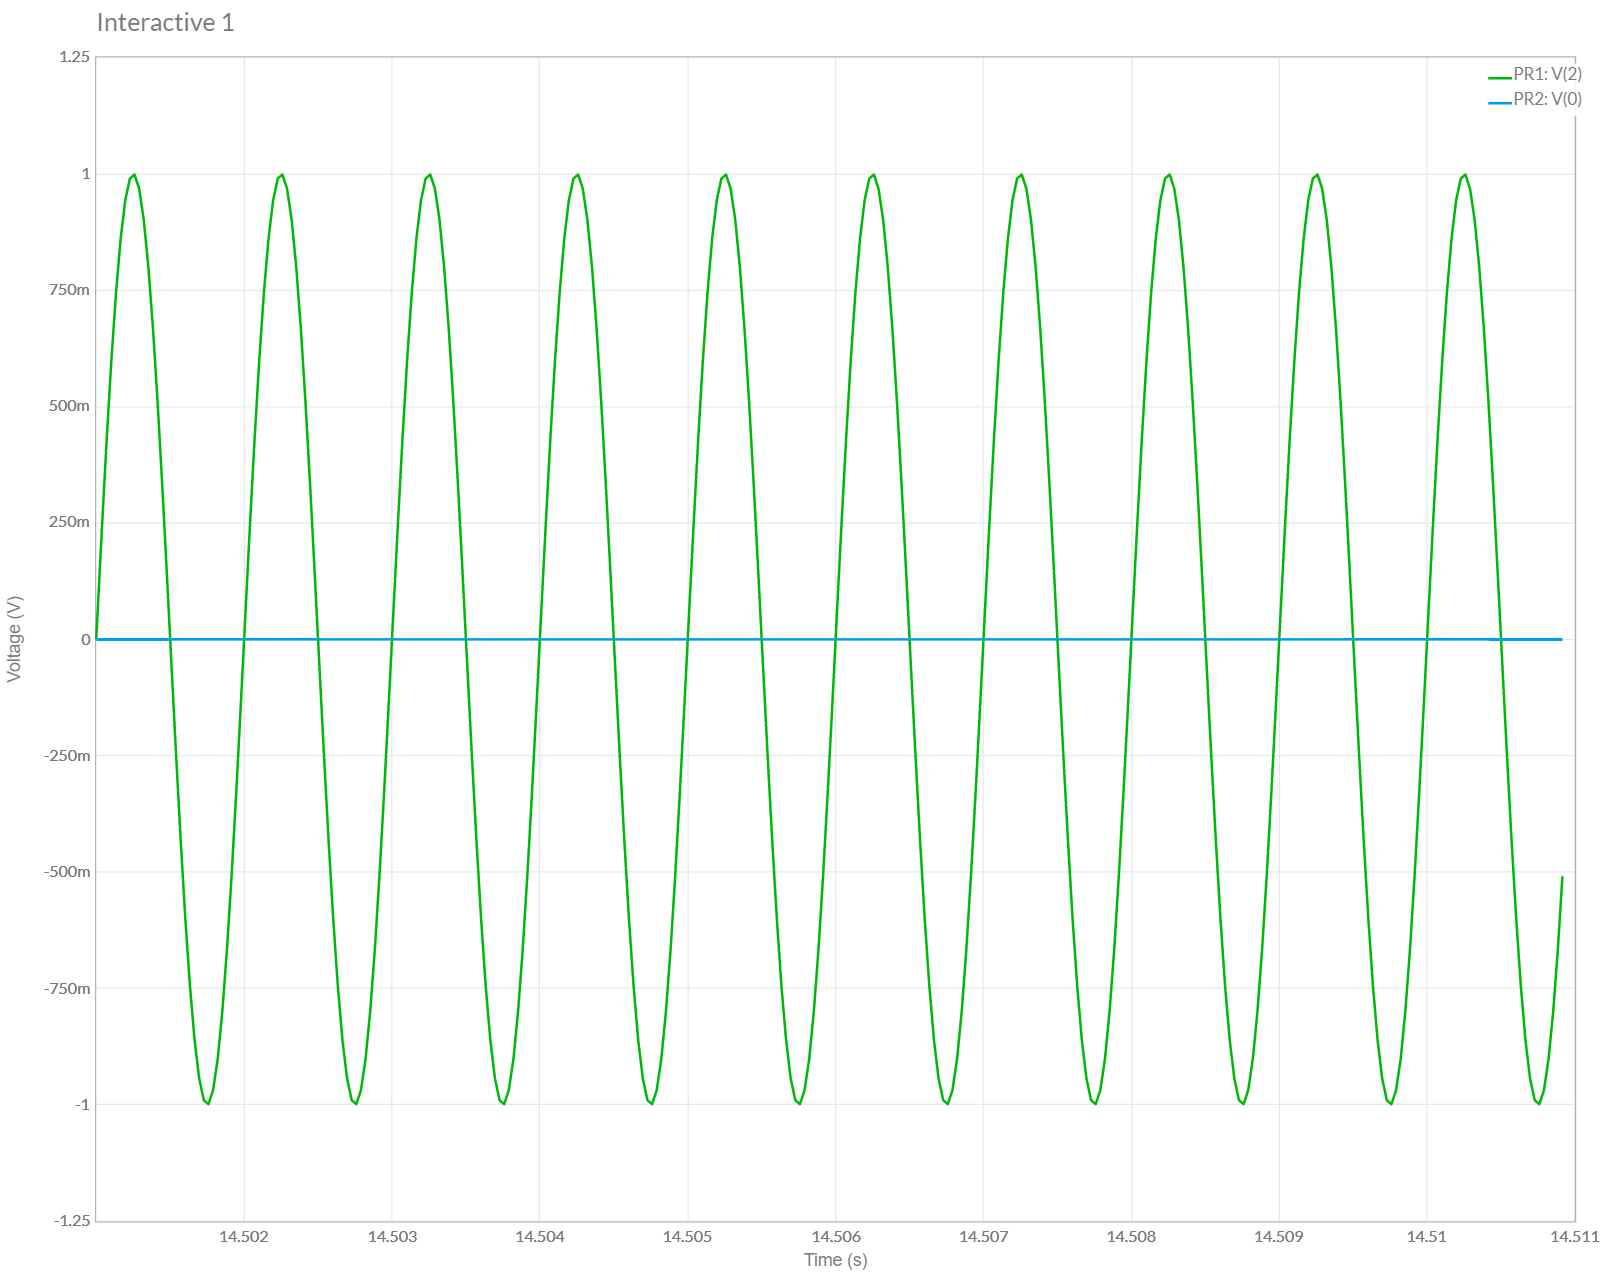 Interactive 1
PR1: V(2)
PR2: V(0)
1.25
1
750m
500m
250m
0
-250m
-500m
-750m
-1
-1.25
Voltage (V)
14.502
14.503
14.504
14.505
14.506
14.507
14.508
14.509
14.51
14.511
Time (s)